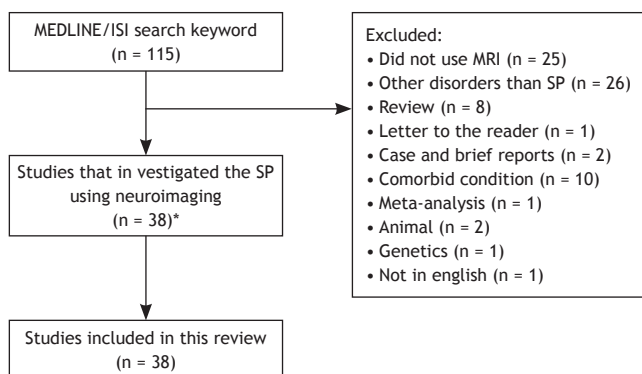 MEDLINE/ISI search keyword
(n = 115)
Excluded:
• Did not use MRI (n = 25)
• Other disorders than SP (n = 26)
• Review (n = 8)
• Letter to the reader (n = 1)
• Case and brief reports (n = 2)
• Comorbid condition (n = 10)
• Meta-analysis (n = 1)
• Animal (n = 2)
• Genetics (n = 1)
• Not in english (n = 1)
Studies that in vestigated the SP
using neuroimaging
(n = 38)*
Studies included in this review
(n = 38)